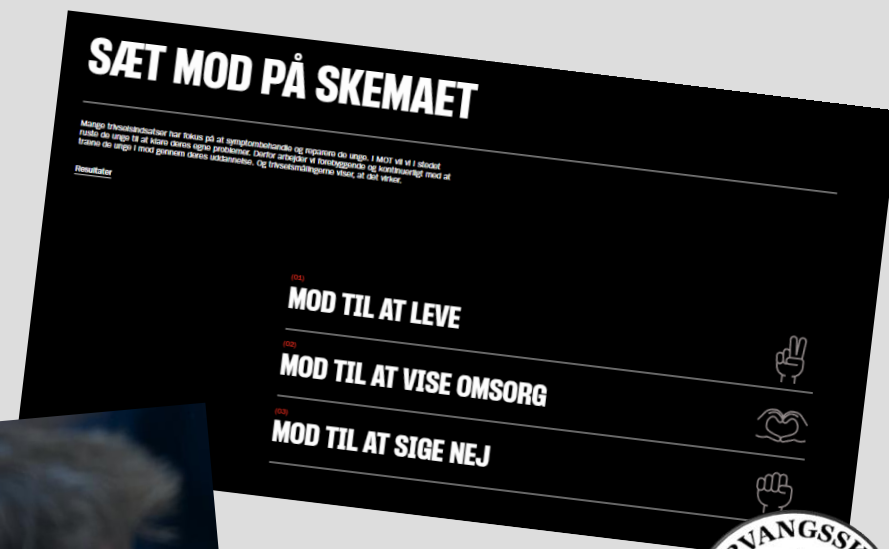 SÆT MOD PÅ SKEMAET
Mange trivselsindsatser har fokus på at symptombehandle og reparere de unge. I MOT vil vi i stedet
ruste de unge til at klare deres egne problemer. Derfor arbejder vi forebyggende og kontinuerligt med at
træne de unge i mod gennem deres uddannelse. Og trivselsmålingerne viser, at det virker.
Resultater
(01)
MOD TIL AT LEVE
(02)
MOD TIL AT VISE OMSORG
(03)
MOD TIL AT SIGE NEJ